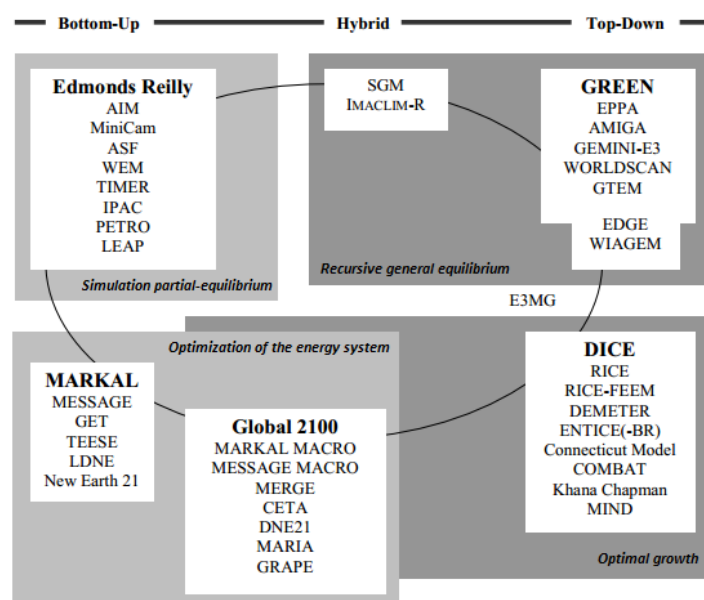 Bottom-Up
Hybrid
Top-Down
Edmonds Reilly
AIM
MiniCam
ASF
WEM
TIMER
IPAC
PETRO
LEAP
Simulation partial-equilibrium
SGM
IMACLIM-R
GREEN
EPPA
AMIGA
GEMINI-E3
WORLDSCAN
GTEM
EDGE
WIAGEM
Recursive general equilibrium
E3MG
Optimization of the energy system
MARKAL
MESSAGE
GET
TEESE
LDNE
New Earth 21
Global 2100
MARKAL MACRO
MESSAGE MACRO
MERGE
CETA
DNE21
MARIA
GRAPE
DICE
RICE
RICE-FEEM
DEMETER
ENTICE(-BR)
Connecticut Model
COMBAT
Khana Chapman
MIND
Optimal growth